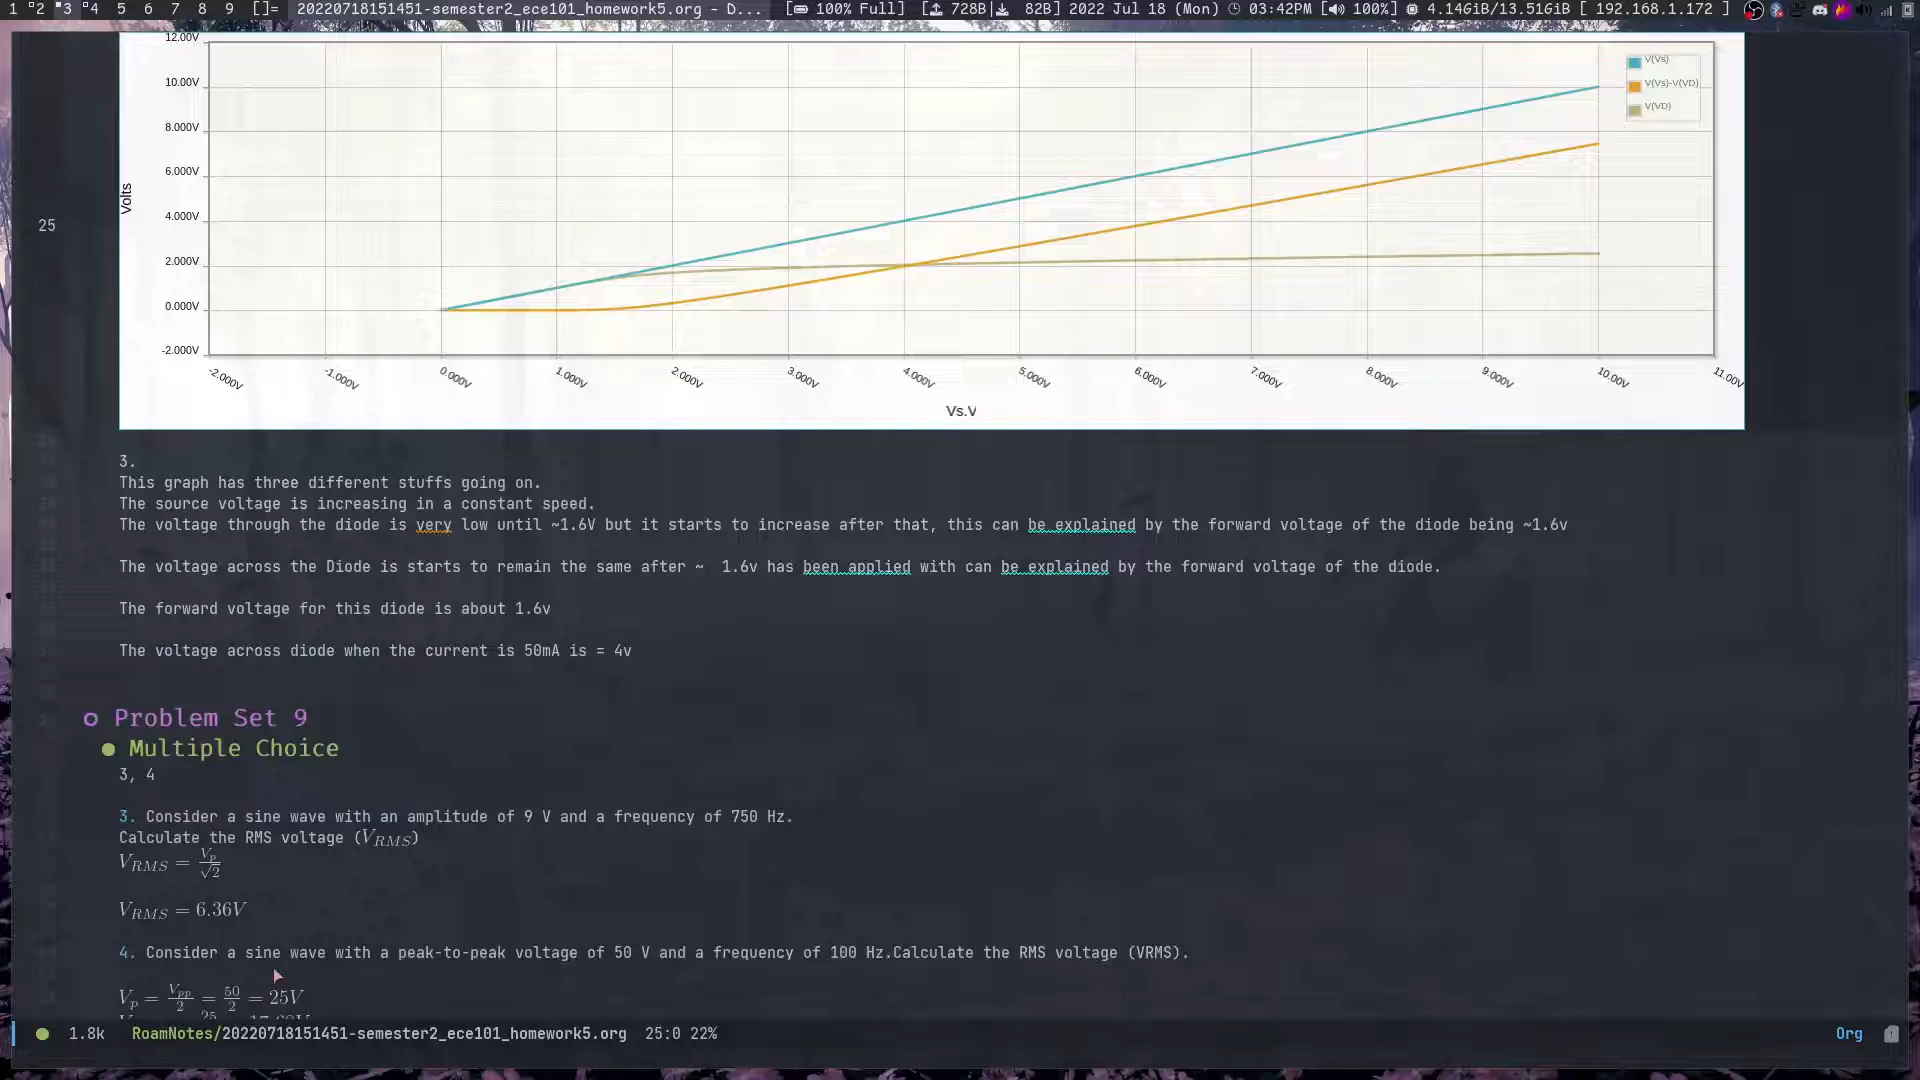 1 2 3 4 5 6 7 8 9 []= 20220718151451-semester2_ece101_homework5.org - D... [ 100% Full] [ 728B| 82B] 2022 Jul 18 (Mon) 03:42PM [ 100%] 4.14GiB/13.51GiB [ 192.168.1.172 ]
12.00V
10.00V
8.000V
6.000V
4.000V
2.000V
0.000V
-2.000V
Volts
V(Vs)
V(Vs)-V(VD)
V(VD)
-2.000V -1.000V 0.000V 1.000V 2.000V 3.000V 4.000V 5.000V 6.000V 7.000V 8.000V 9.000V 10.00V 11.00V
Vs.V
25
3.
This graph has three different stuffs going on.
The source voltage is increasing in a constant speed.
The voltage through the diode is very low until ~1.6V but it starts to increase after that, this can be explained by the forward voltage of the diode being ~1.6v
The voltage across the Diode is starts to remain the same after ~ 1.6v has been applied with can be explained by the forward voltage of the diode.
The forward voltage for this diode is about 1.6v
The voltage across diode when the current is 50mA is = 4v
Problem Set 9
Multiple Choice
3, 4
3. Consider a sine wave with an amplitude of 9 V and a frequency of 750 Hz.
Calculate the RMS voltage (V_RMS)
V_RMS = V_p/√2
V_RMS = 6.36V
4. Consider a sine wave with a peak-to-peak voltage of 50 V and a frequency of 100 Hz.Calculate the RMS voltage (VRMS).
V_p = V_pp/2 = 50/2 = 25V
1.8k RoamNotes/20220718151451-semester2_ece101_homework5.org 25:0 22% Org